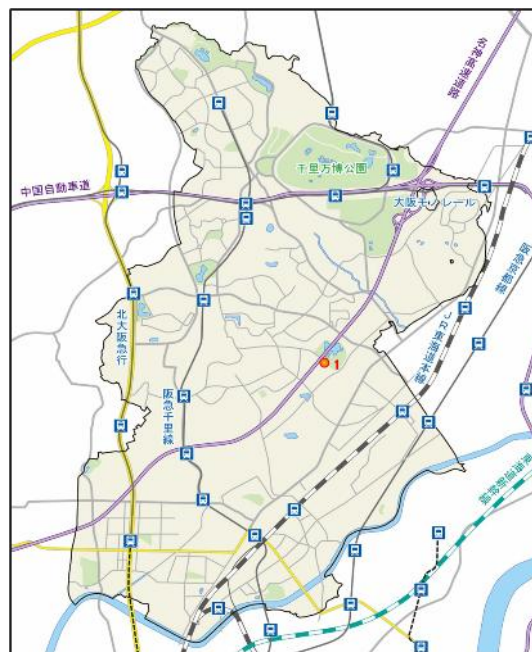 名神高速道路
千里万博公園
中国自動車道
大阪モノレール
阪急京都線
JR東海道本線
北大阪急行
阪急千里線
1
東海道新幹線